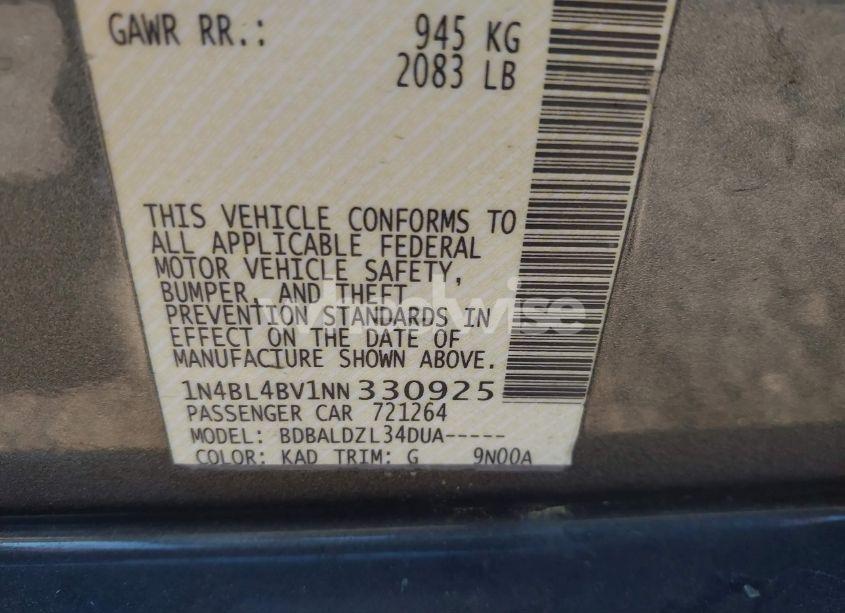 GAWR RR.: 945 KG
2083 LB
THIS VEHICLE CONFORMS TO
ALL APPLICABLE FEDERAL
MOTOR VEHICLE SAFETY,
BUMPER, AND THEFT
PREVENTION STANDARDS IN
EFFECT ON THE DATE OF
MANUFACTURE SHOWN ABOVE.
1N4BL4BV1NN330925
PASSENGER CAR 721264
MODEL: BDBALDZL34DUA-----
COLOR: KAD TRIM: G 9N00A
wheelwise